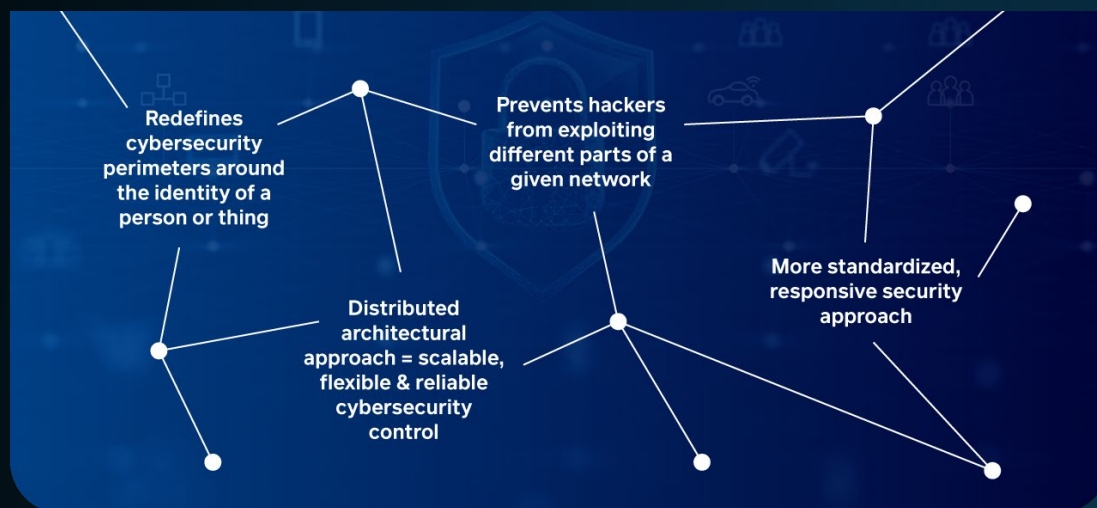 Redefines
cybersecurity
perimeters around
the identity of a
person or thing
Prevents hackers
from exploiting
different parts of a
given network
Distributed
architectural
approach = scalable,
flexible & reliable
cybersecurity
control
More standardized,
responsive security
approach